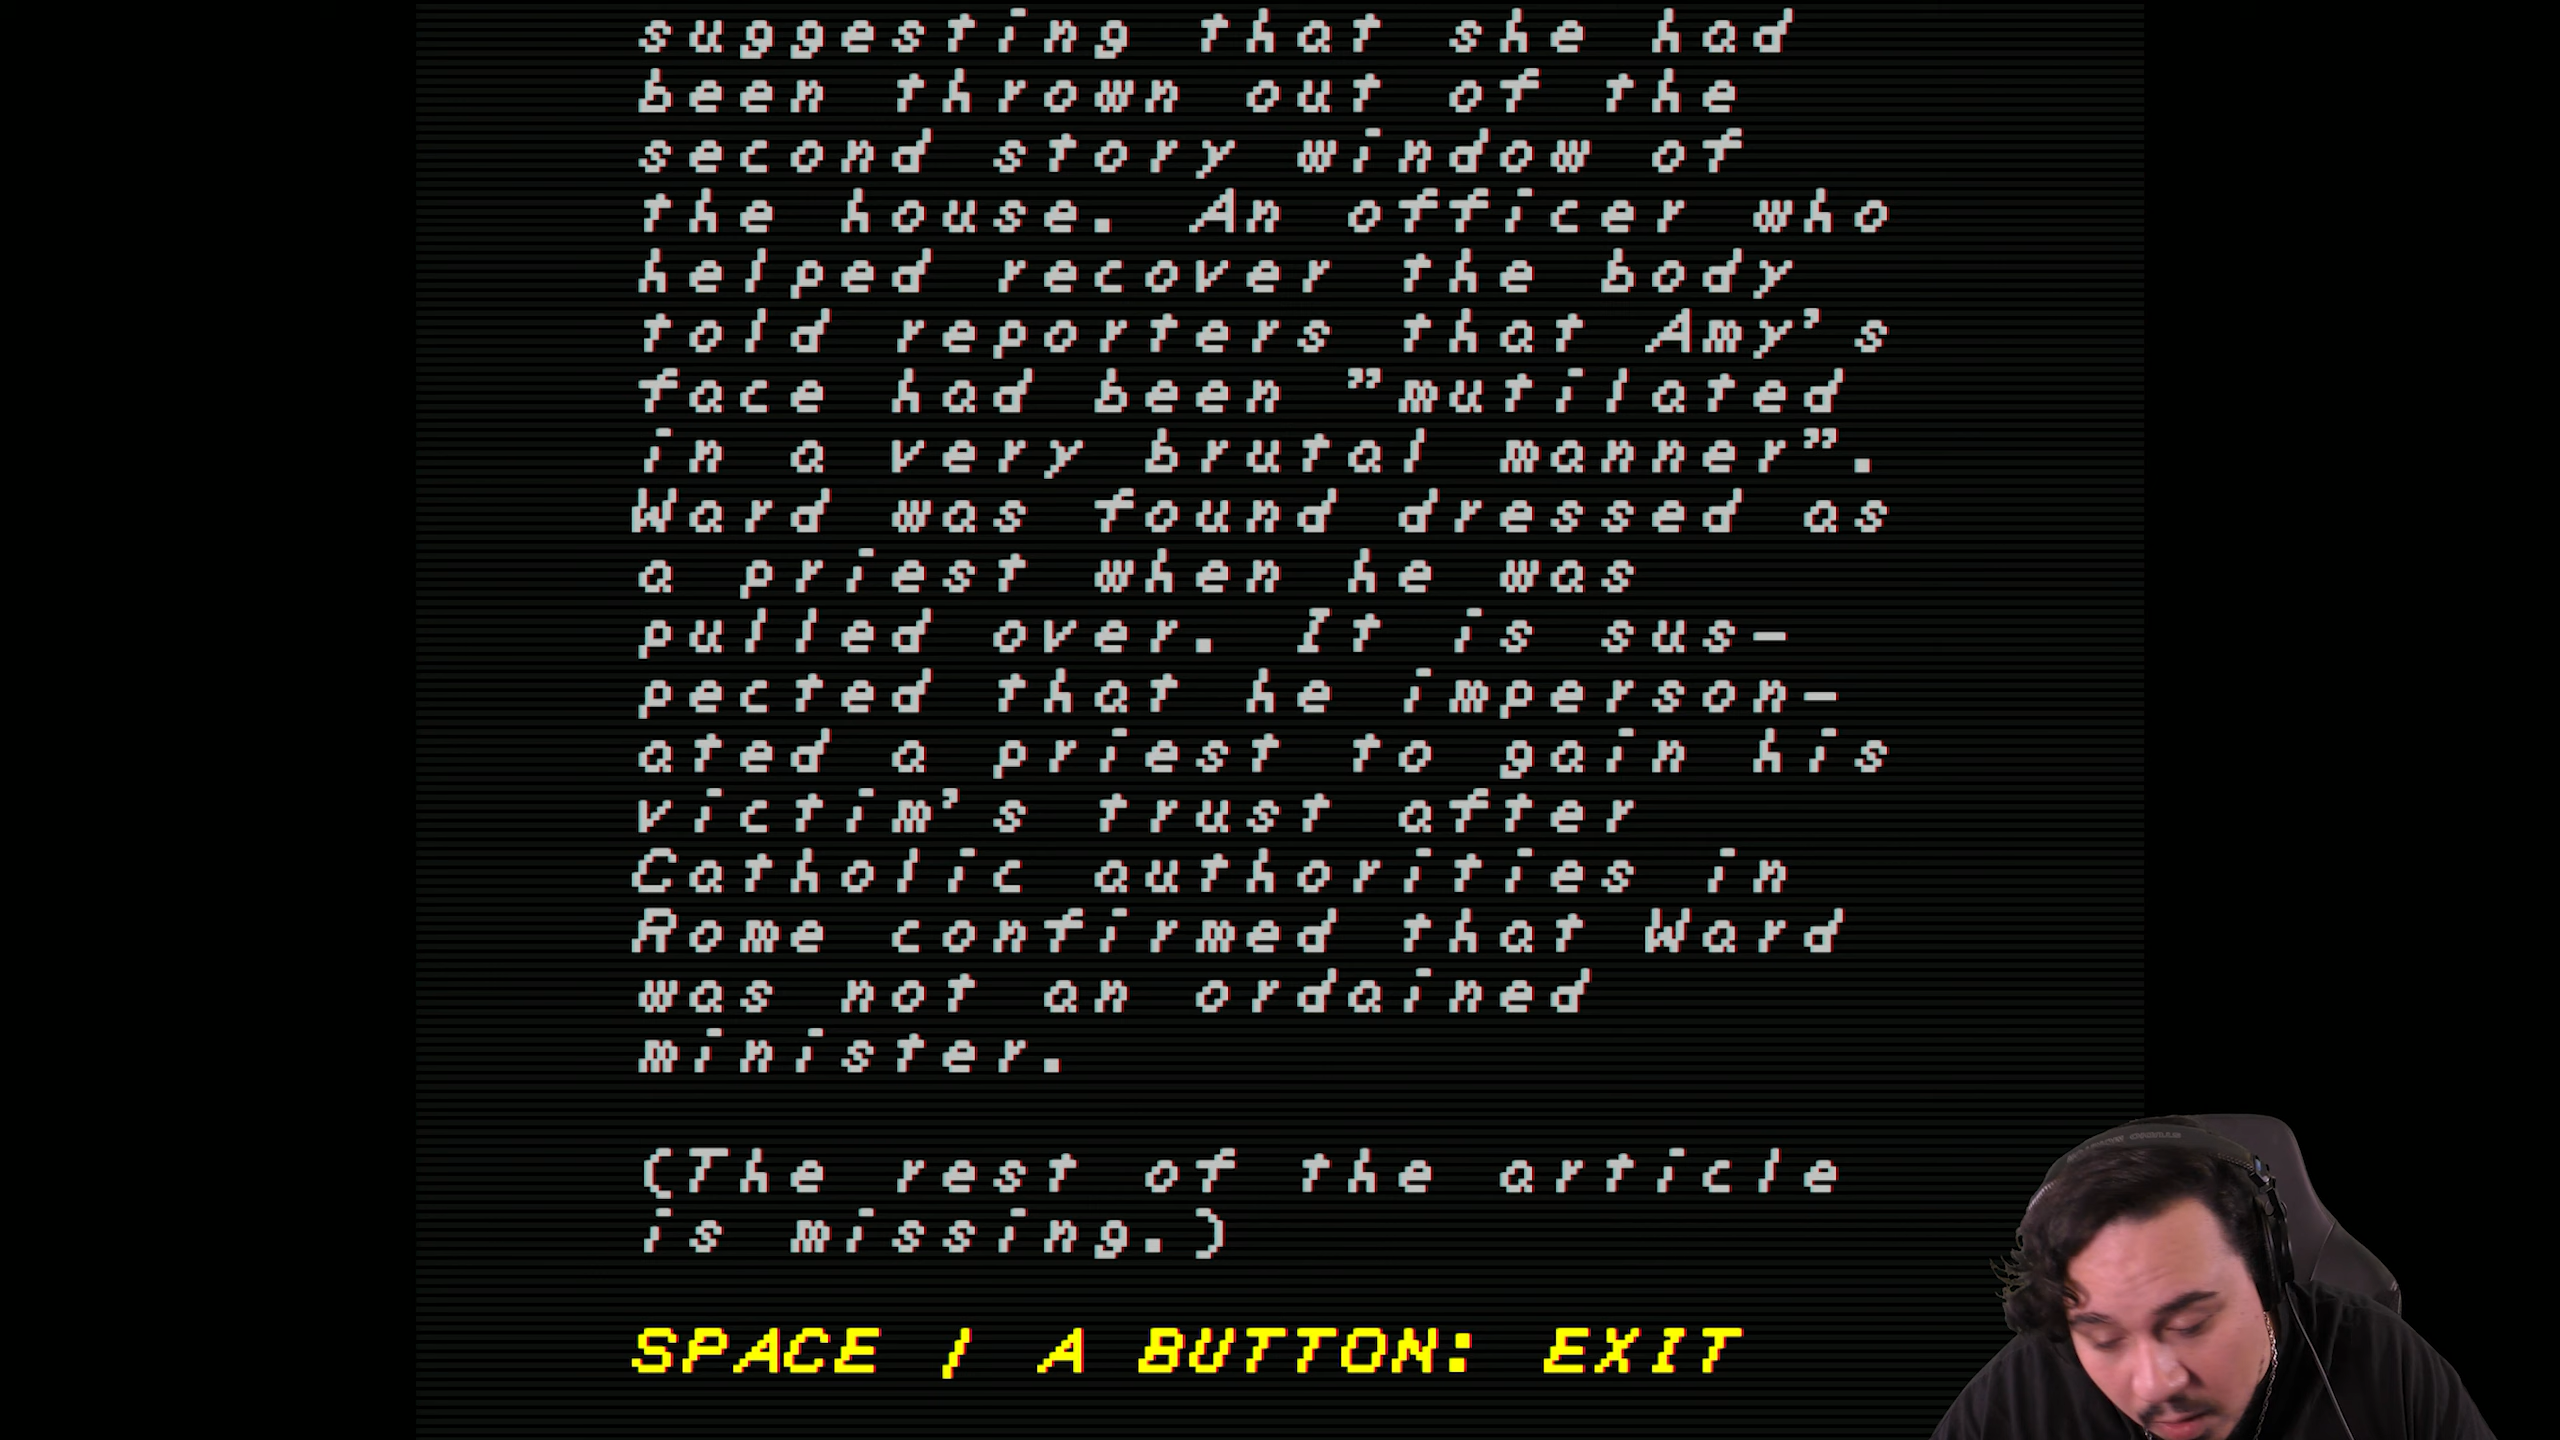 suggesting that she had
been thrown out of the
second story window of
the house. An officer who
helped recover the body
told reporters that Amy's
face had been "mutilated
in a very brutal manner".
Ward was found dressed as
a priest when he was
pulled over. It is sus-
pected that he imperson-
ated a priest to gain his
victim's trust after
Catholic authorities in
Rome confirmed that Ward
was not an ordained
minister.
(The rest of the article
is missing.)
SPACE / A BUTTON: EXIT